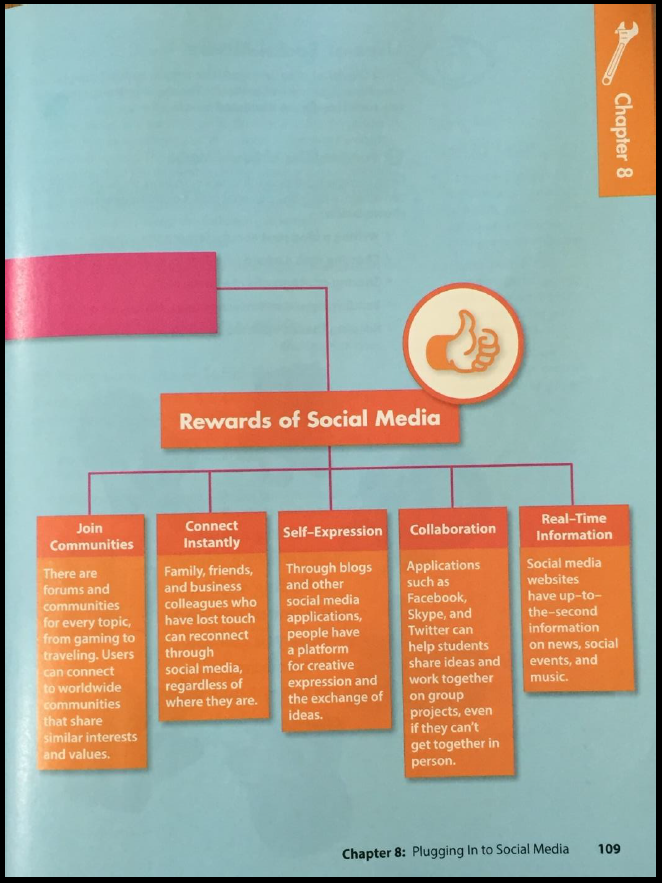 Chapter 8
Rewards of Social Media
Join
Communities
There are
forums and
communities
for every topic,
from gaming to
traveling. Users
can connect
to worldwide
communities
that share
similar interests
and values.
Connect
Instantly
Family, friends,
and business
colleagues who
have lost touch
can reconnect
through
social media,
regardless of
where they are.
Self–Expression
Through blogs
and other
social media
applications,
people have
a platform
for creative
expression and
the exchange of
ideas.
Collaboration
Applications
such as
Facebook,
Skype, and
Twitter can
help students
share ideas and
work together
on group
projects, even
if they can't
get together in
person.
Real–Time
Information
Social media
websites
have up–to–
the–second
information
on news, social
events, and
music.
Chapter 8: Plugging In to Social Media 109